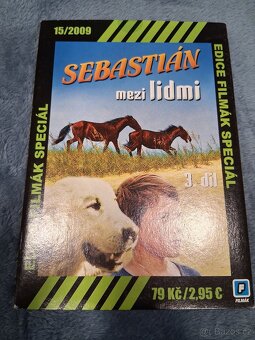 15/2009
SEBASTIÁN
mezi lidmi
EDICE FILMÁK SPECIÁL
FILMÁK SPECIÁL
3. díl
79 Kč/2,95 €
FILMÁK